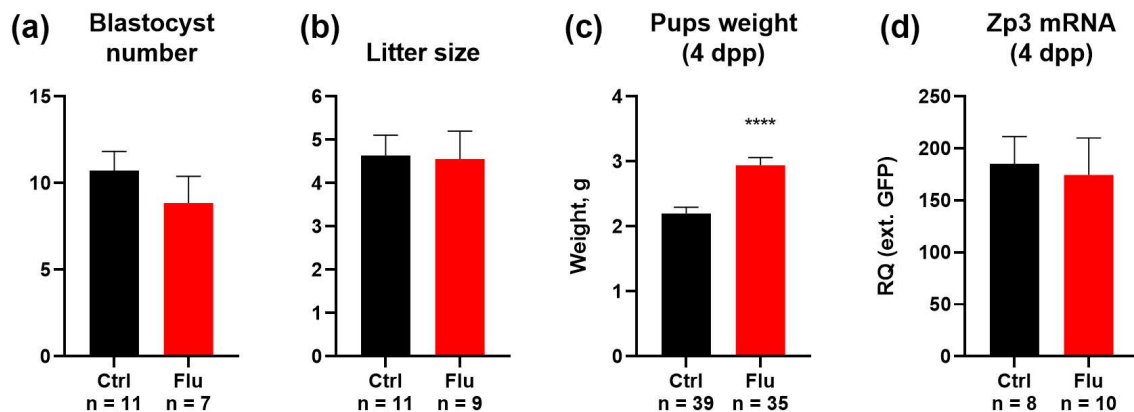 (a)
Blastocyst
number
15
10
5
0
Ctrl
Flu
n = 11
n = 7
(b)
Litter size
6
5
4
3
2
1
0
Ctrl
Flu
n = 11
n = 9
(c)
Pups weight
(4 dpp)
Weight, g
4
3
2
1
0
****
Ctrl
Flu
n = 39
n = 35
(d)
Zp3 mRNA
(4 dpp)
RQ (ext. GFP)
250
200
150
100
50
0
Ctrl
Flu
n = 8
n = 10